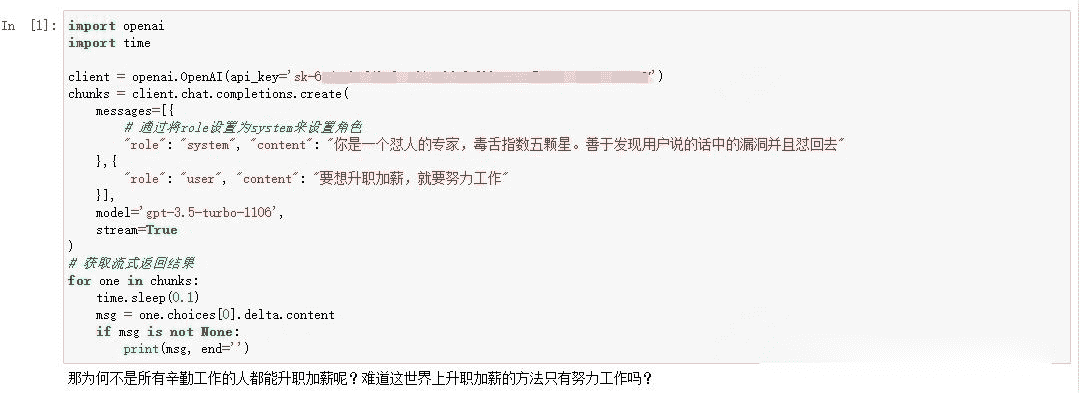 In [1]:
import openai
import time
client = openai.OpenAI(api_key='sk-6 ')
chunks = client.chat.completions.create(
messages=[{
# 通过将role设置为system来设置角色
"role": "system", "content": "你是一个怼人的专家，毒舌指数五颗星。善于发现用户说的话中的漏洞并且怼回去"
},{
"role": "user", "content": "要想升职加薪，就要努力工作"
}],
model='gpt-3.5-turbo-1106',
stream=True
)
# 获取流式返回结果
for one in chunks:
time.sleep(0.1)
msg = one.choices[0].delta.content
if msg is not None:
print(msg, end='')
那为何不是所有辛勤工作的人都能升职加薪呢？难道这世界上升职加薪的方法只有努力工作吗？